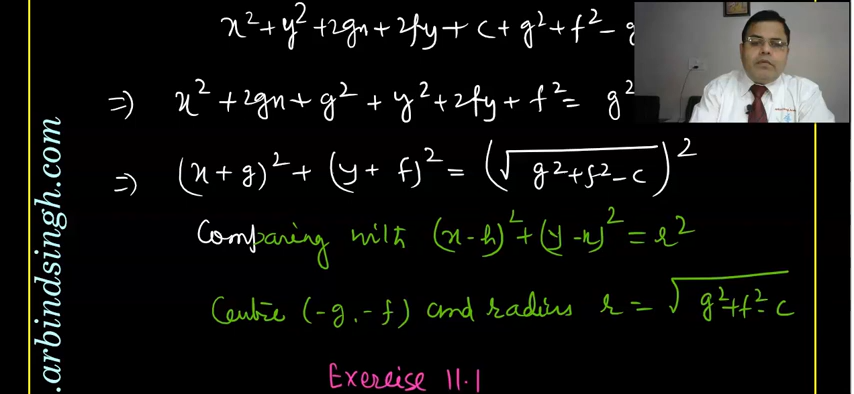 x² + y² + 2gx + 2fy + c + g² + f² -
⇒ x² + 2gx + g² + y² + 2fy + f² = g²
⇒ (x + g)² + (y + f)² = (√g² + f² - c)²
Comparing with (x - h)² + (y - k)² = r²
Centre (-g, -f) and radius r = √g² + f² - c
Exercise 11.1
.arbindsingh.com